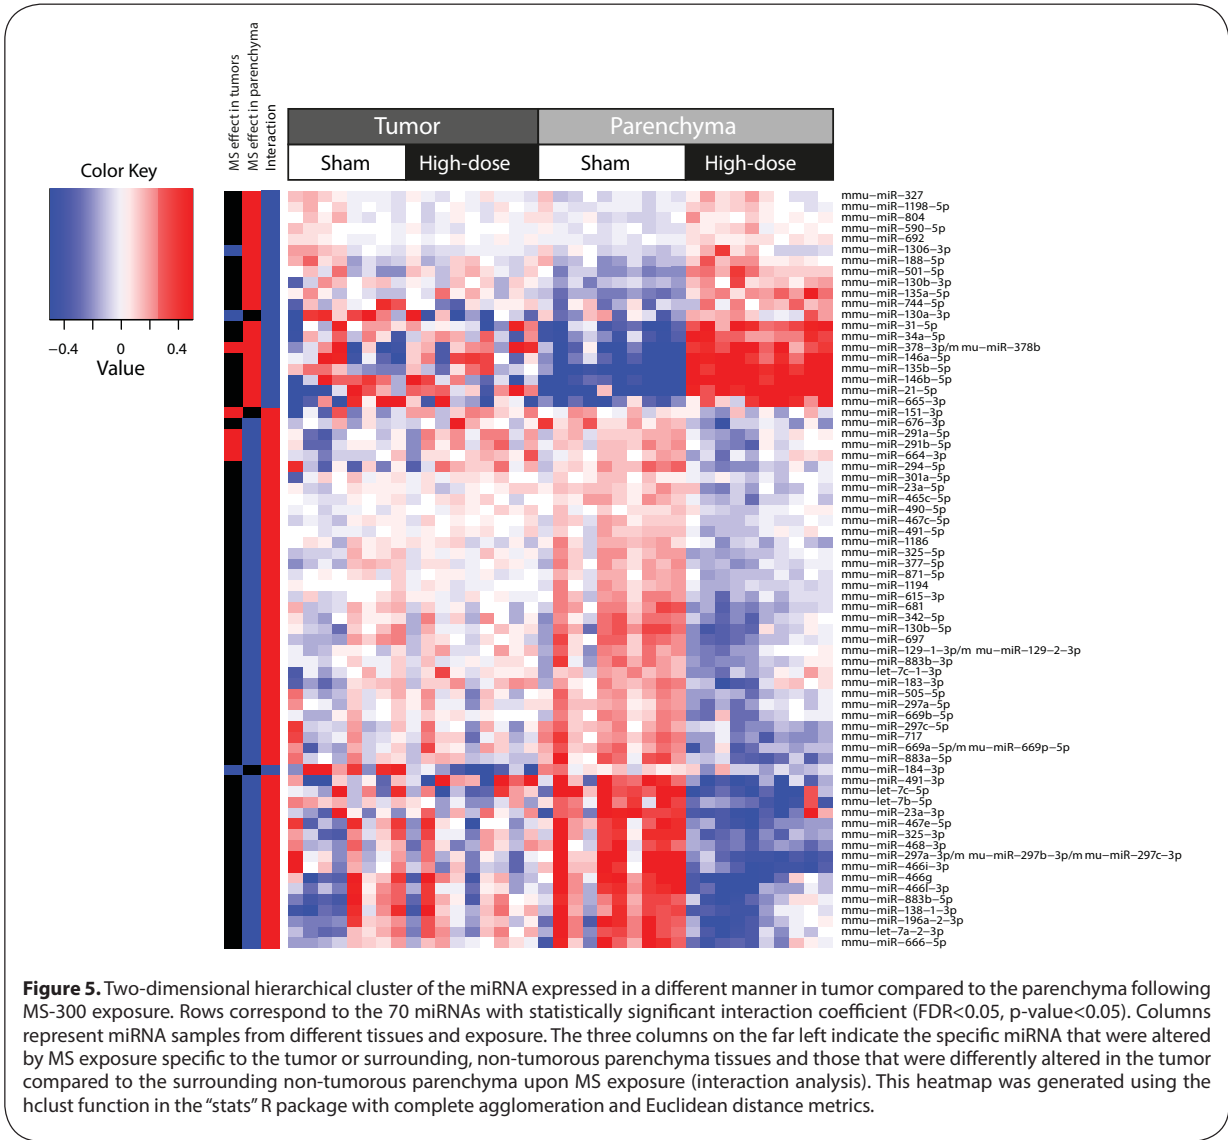 MS effect in tumors
MS effect in parenchyma
Interaction
Tumor
Parenchyma
Sham
High-dose
Sham
High-dose
Color Key
−0.4
0
0.4
Value
mmu−miR−327
mmu−miR−1198−5p
mmu−miR−804
mmu−miR−590−5p
mmu−miR−692
mmu−miR−1306−3p
mmu−miR−188−5p
mmu−miR−501−5p
mmu−miR−130b−3p
mmu−miR−135a−5p
mmu−miR−744−5p
mmu−miR−130a−3p
mmu−miR−31−5p
mmu−miR−34a−5p
mmu−miR−378−3p/m mu−miR−378b
mmu−miR−146a−5p
mmu−miR−135b−5p
mmu−miR−146b−5p
mmu−miR−21−5p
mmu−miR−665−3p
mmu−miR−151−3p
mmu−miR−676−3p
mmu−miR−291a−5p
mmu−miR−291b−5p
mmu−miR−664−3p
mmu−miR−294−5p
mmu−miR−301a−5p
mmu−miR−23a−5p
mmu−miR−465c−5p
mmu−miR−490−5p
mmu−miR−467c−5p
mmu−miR−491−5p
mmu−miR−1186
mmu−miR−325−5p
mmu−miR−377−5p
mmu−miR−871−5p
mmu−miR−1194
mmu−miR−615−3p
mmu−miR−681
mmu−miR−342−5p
mmu−miR−130b−5p
mmu−miR−697
mmu−miR−129−1−3p/m mu−miR−129−2−3p
mmu−miR−883b−3p
mmu−let−7c−1−3p
mmu−miR−183−3p
mmu−miR−505−5p
mmu−miR−297a−5p
mmu−miR−669b−5p
mmu−miR−297c−5p
mmu−miR−717
mmu−miR−669a−5p/m mu−miR−669p−5p
mmu−miR−883a−5p
mmu−miR−184−3p
mmu−miR−491−3p
mmu−let−7c−5p
mmu−let−7b−5p
mmu−miR−23a−3p
mmu−miR−467e−5p
mmu−miR−325−3p
mmu−miR−468−3p
mmu−miR−297a−3p/m mu−miR−297b−3p/m mu−miR−297c−3p
mmu−miR−466i−3p
mmu−miR−466g
mmu−miR−466l−3p
mmu−miR−883b−5p
mmu−miR−138−1−3p
mmu−miR−196a−2−3p
mmu−let−7a−2−3p
mmu−miR−666−5p
Figure 5. Two-dimensional hierarchical cluster of the miRNA expressed in a different manner in tumor compared to the parenchyma following
MS-300 exposure. Rows correspond to the 70 miRNAs with statistically significant interaction coefficient (FDR<0.05, p-value<0.05). Columns
represent miRNA samples from different tissues and exposure. The three columns on the far left indicate the specific miRNA that were altered
by MS exposure specific to the tumor or surrounding, non-tumorous parenchyma tissues and those that were differently altered in the tumor
compared to the surrounding non-tumorous parenchyma upon MS exposure (interaction analysis). This heatmap was generated using the
hclust function in the “stats” R package with complete agglomeration and Euclidean distance metrics.